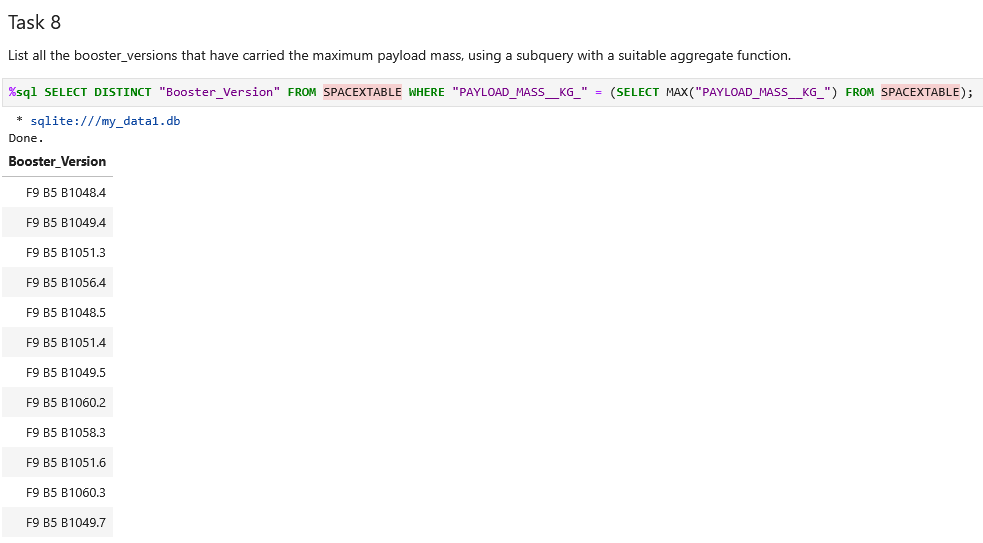 Task 8
List all the booster_versions that have carried the maximum payload mass, using a subquery with a suitable aggregate function.
%sql SELECT DISTINCT "Booster_Version" FROM SPACEXTABLE WHERE "PAYLOAD_MASS__KG_" = (SELECT MAX("PAYLOAD_MASS__KG_") FROM SPACEXTABLE);
* sqlite:///my_data1.db
Done.
Booster_Version
F9 B5 B1048.4
F9 B5 B1049.4
F9 B5 B1051.3
F9 B5 B1056.4
F9 B5 B1048.5
F9 B5 B1051.4
F9 B5 B1049.5
F9 B5 B1060.2
F9 B5 B1058.3
F9 B5 B1051.6
F9 B5 B1060.3
F9 B5 B1049.7